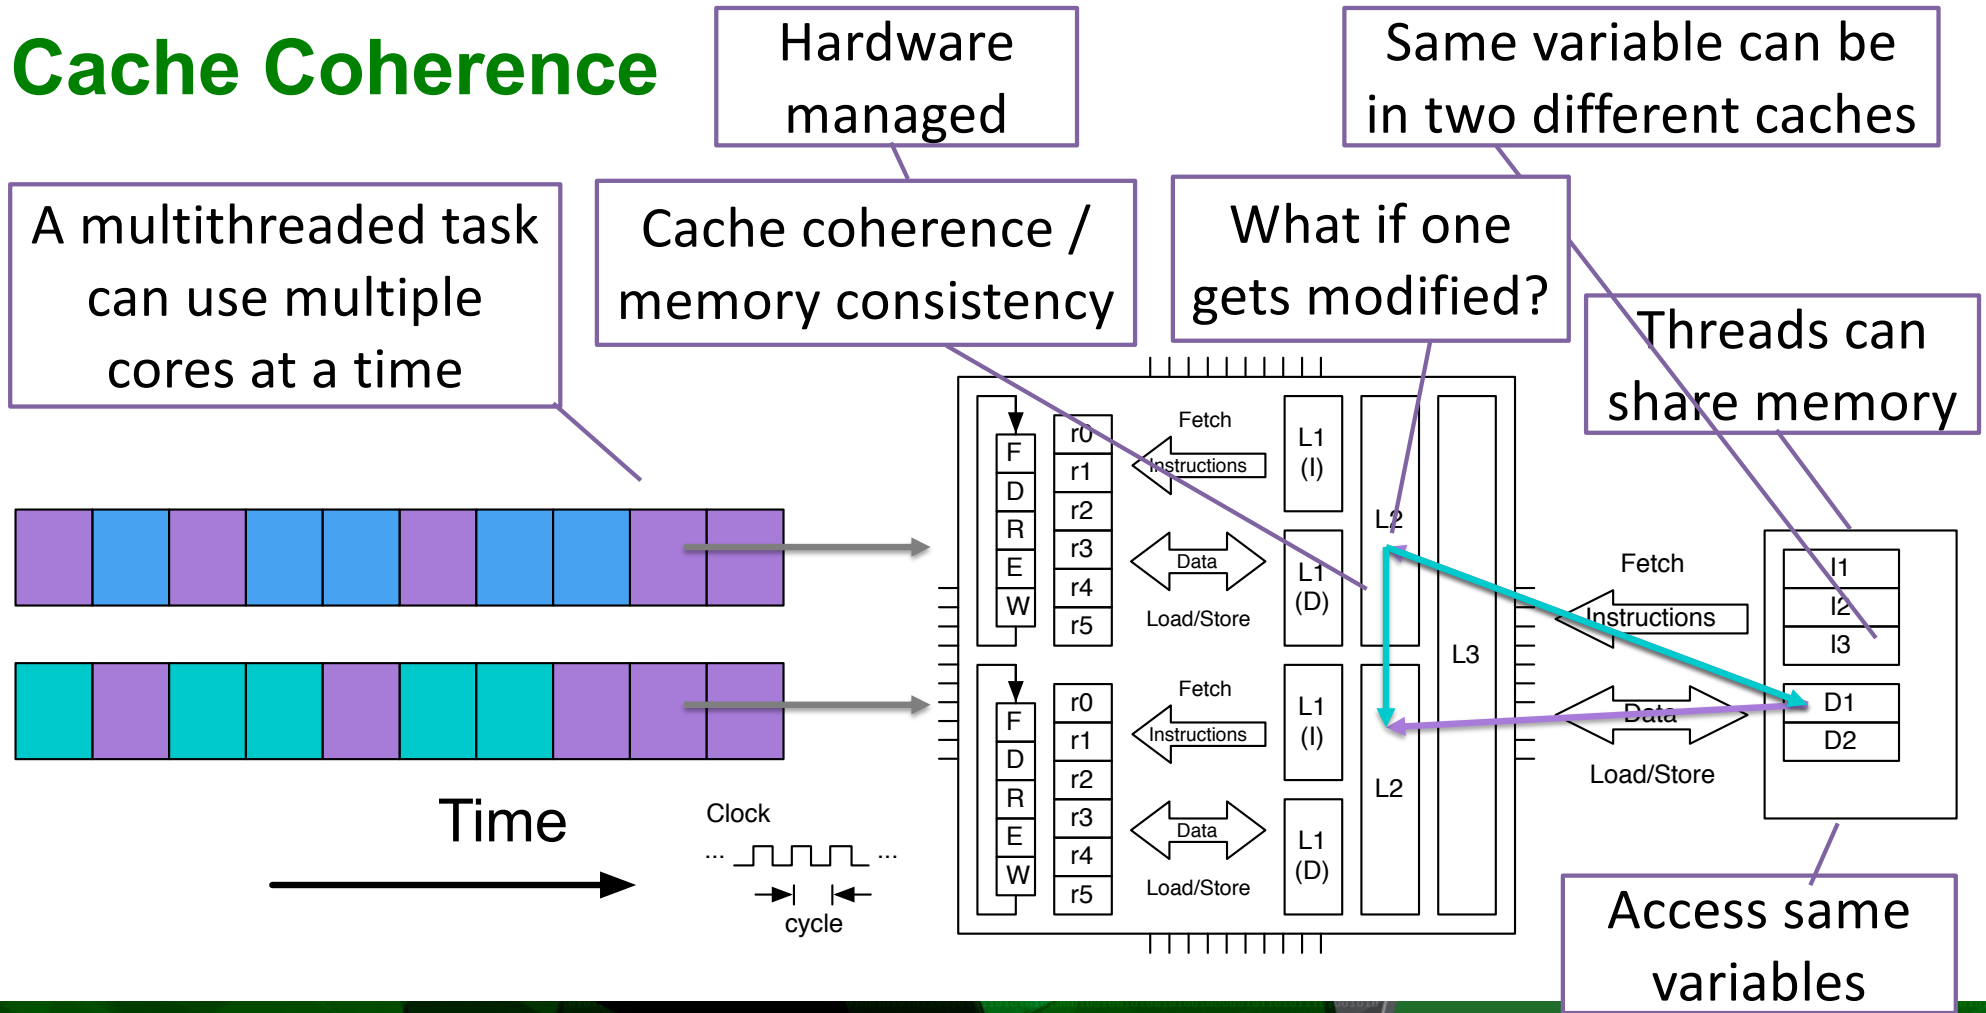 Cache Coherence
Hardware
managed
Same variable can be
in two different caches
A multithreaded task
can use multiple
cores at a time
Cache coherence /
memory consistency
What if one
gets modified?
Threads can
share memory
F
D
R
E
W
r0
r1
r2
r3
r4
r5
Fetch
Instructions
Data
Load/Store
L1
(I)
L1
(D)
L2
L3
F
D
R
E
W
r0
r1
r2
r3
r4
r5
Fetch
Instructions
Data
Load/Store
L1
(I)
L1
(D)
L2
Fetch
Instructions
Data
Load/Store
I1
I2
I3
D1
D2
Time
Clock
... ...
cycle
Access same
variables